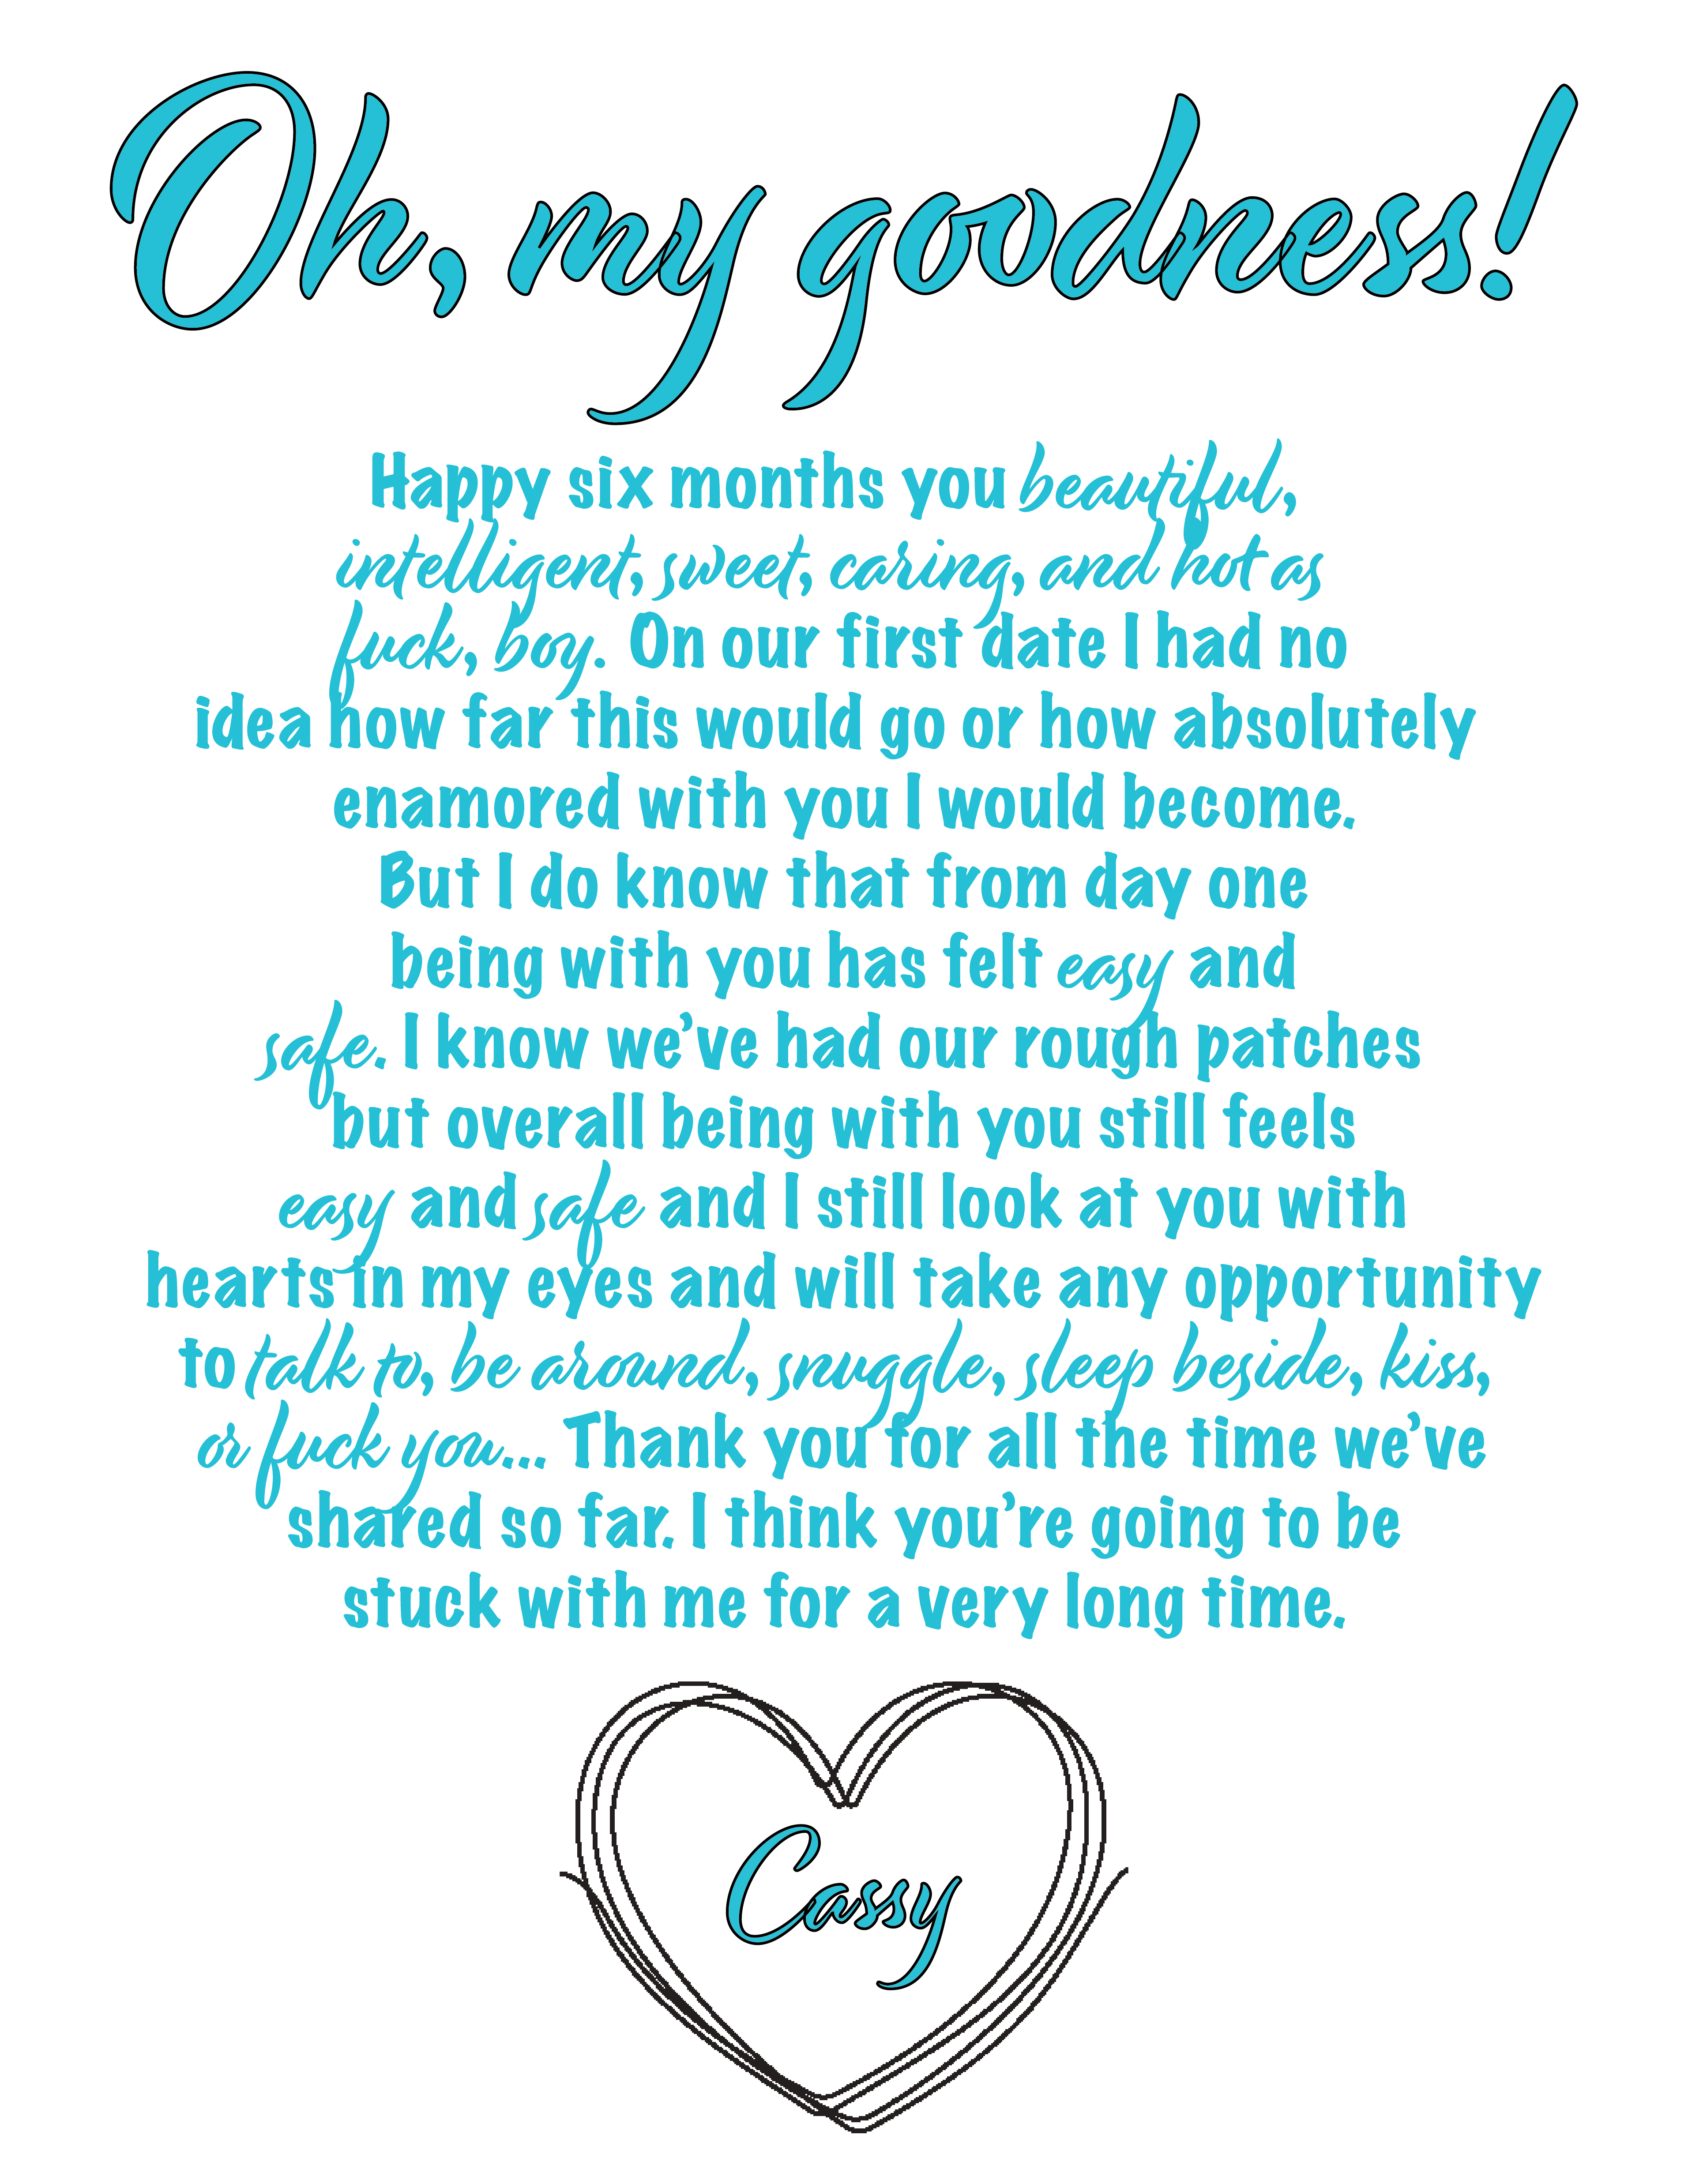 Oh, my goodness!
Happy six months you beautiful,
intelligent, sweet, caring, and hot as
fuck, boy. On our first date I had no
idea how far this would go or how absolutely
enamored with you I would become.
But I do know that from day one
being with you has felt easy and
safe. I know we've had our rough patches
but overall being with you still feels
easy and safe and I still look at you with
hearts in my eyes and will take any opportunity
to talk to, be around, snuggle, sleep beside, kiss,
or fuck you... Thank you for all the time we've
shared so far. I think you're going to be
stuck with me for a very long time.
Cassy